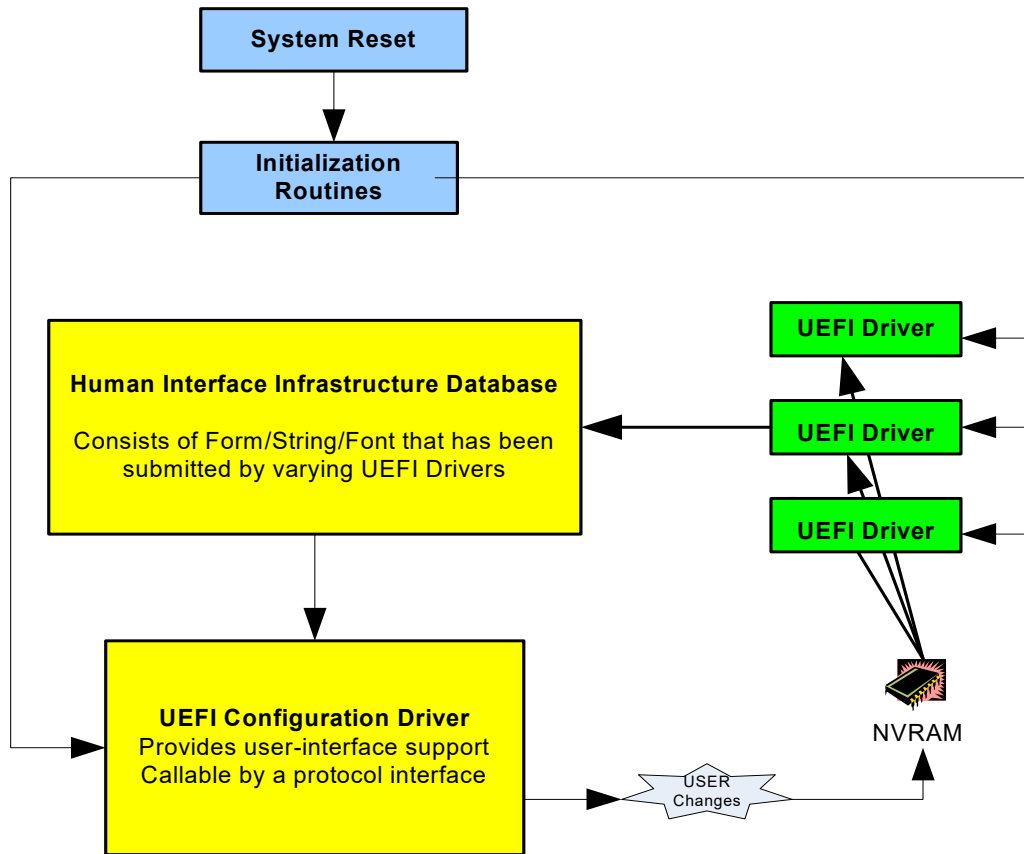 System Reset
Initialization
Routines
Human Interface Infrastructure Database
Consists of Form/String/Font that has been
submitted by varying UEFI Drivers
UEFI Driver
UEFI Driver
UEFI Driver
UEFI Configuration Driver
Provides user-interface support
Callable by a protocol interface
USER
Changes
NVRAM